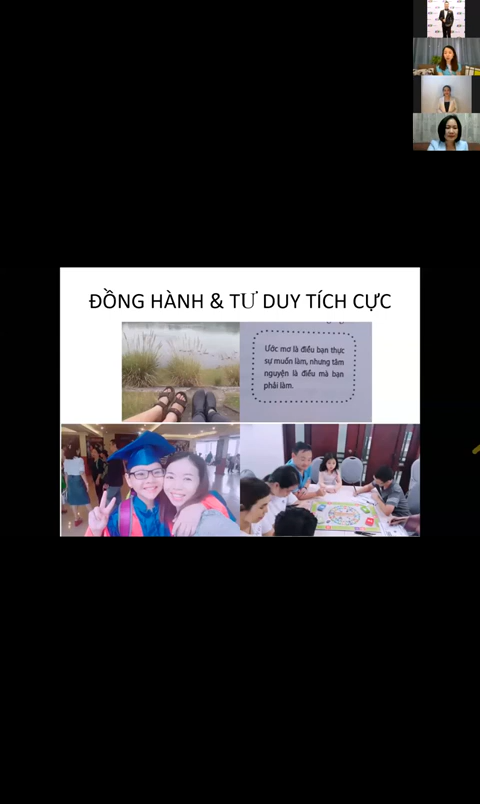 ĐỒNG HÀNH & TƯ DUY TÍCH CỰC
Ước mơ là điều bạn thực
sự muốn làm, nhưng tâm
nguyện là điều mà bạn
phải làm.